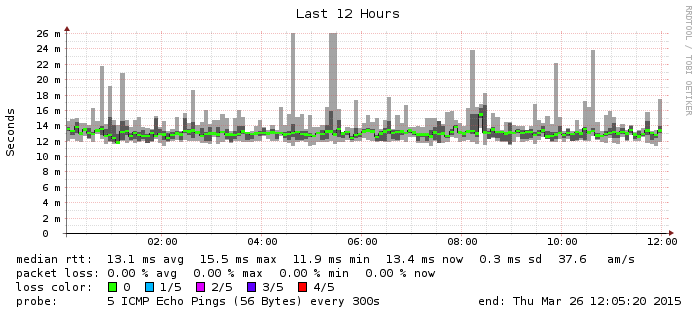 Last 12 Hours
RRDTOOL / TOBI OETIKER
Seconds
26 m
24 m
22 m
20 m
18 m
16 m
14 m
12 m
10 m
8 m
6 m
4 m
2 m
0
02:00 04:00 06:00 08:00 10:00 12:00
median rtt: 13.1 ms avg 15.5 ms max 11.9 ms min 13.4 ms now 0.3 ms sd 37.6 am/s
packet loss: 0.00 % avg 0.00 % max 0.00 % min 0.00 % now
loss color: 0 1/5 2/5 3/5 4/5
probe: 5 ICMP Echo Pings (56 Bytes) every 300s end: Thu Mar 26 12:05:20 2015